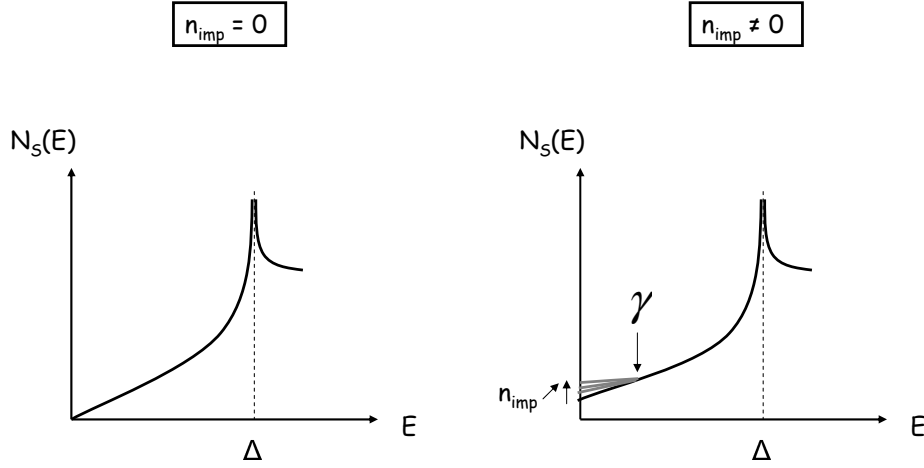 n_imp = 0
n_imp ≠ 0
N_S(E)
N_S(E)
γ
n_imp
E
E
Δ
Δ